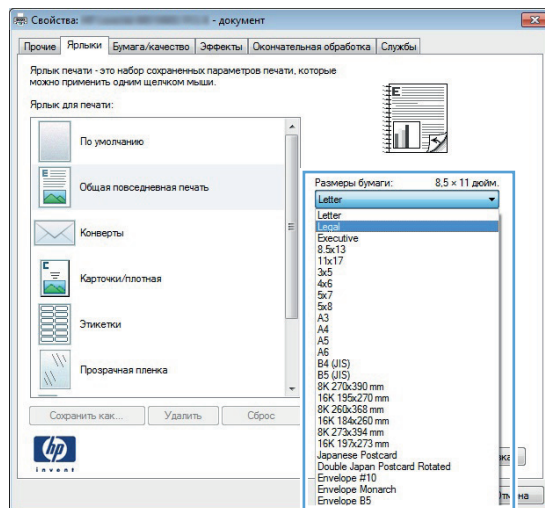 Свойства: - документ
Прочие Ярлыки Бумага/качество Эффекты Окончательная обработка Службы
Ярлык печати - это набор сохраненных параметров печати, которые
можно применить одним щелчком мыши.
Ярлык для печати:
По умолчанию
Общая повседневная печать
Конверты
Карточки/плотная
Этикетки
Прозрачная пленка
Сохранить как... Удалить Сброс
hp
invent
E
E
C
Размеры бумаги: 8,5 × 11 дюйм.
Letter
Letter
Legal
Executive
8.5x13
11x17
3x5
4x6
5x7
5x8
A3
A4
A5
A6
B4 (JIS)
B5 (JIS)
8K 270x390 mm
16K 195x270 mm
8K 260x368 mm
16K 184x260 mm
8K 273x394 mm
16K 197x273 mm
Japanese Postcard
Double Japan Postcard Rotated
Envelope #10
Envelope Monarch
Envelope B5